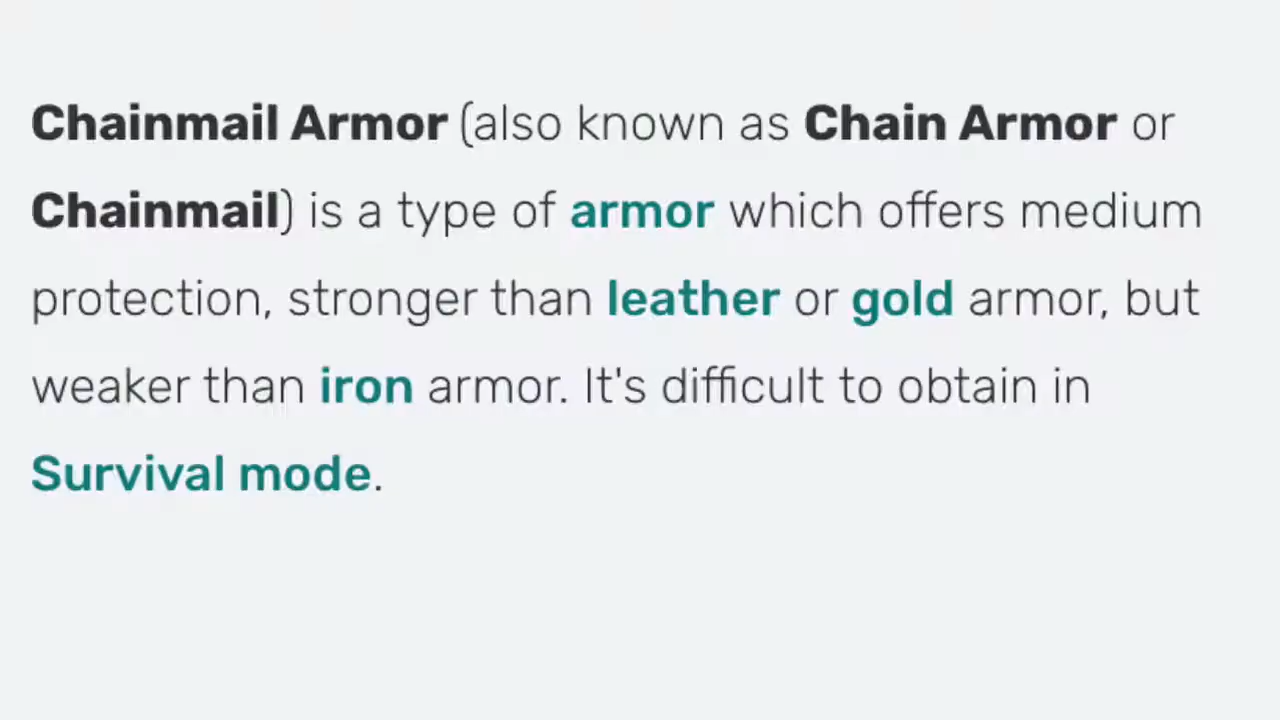 Chainmail Armor (also known as Chain Armor or
Chainmail) is a type of armor which offers medium
protection, stronger than leather or gold armor, but
weaker than iron armor. It's difficult to obtain in
Survival mode.